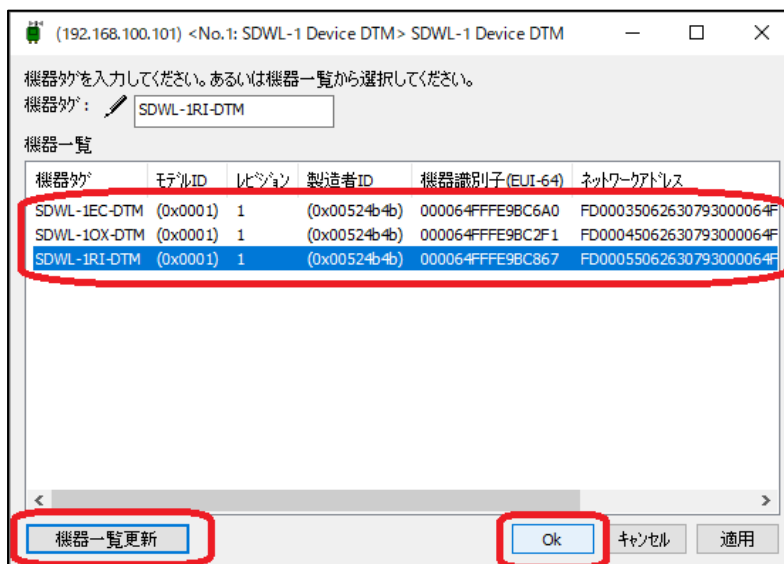 (192.168.100.101) <No.1: SDWL-1 Device DTM> SDWL-1 Device DTM
機器ﾀｸﾞを入力してください。あるいは機器一覧から選択してください。
機器ﾀｸﾞ: SDWL-1RI-DTM
機器一覧
機器ﾀｸﾞ ﾓﾃﾞﾙID ﾚﾋﾞｼﾞｮﾝ 製造者ID 機器識別子(EUI-64) ﾈｯﾄﾜｰｸｱﾄﾞﾚｽ
SDWL-1EC-DTM (0x0001) 1 (0x00524b4b) 000064FFFE9BC6A0 FD00035062630793000064F
SDWL-1OX-DTM (0x0001) 1 (0x00524b4b) 000064FFFE9BC2F1 FD00045062630793000064F
SDWL-1RI-DTM (0x0001) 1 (0x00524b4b) 000064FFFE9BC867 FD00055062630793000064F
機器一覧更新 Ok ｷｬﾝｾﾙ 適用